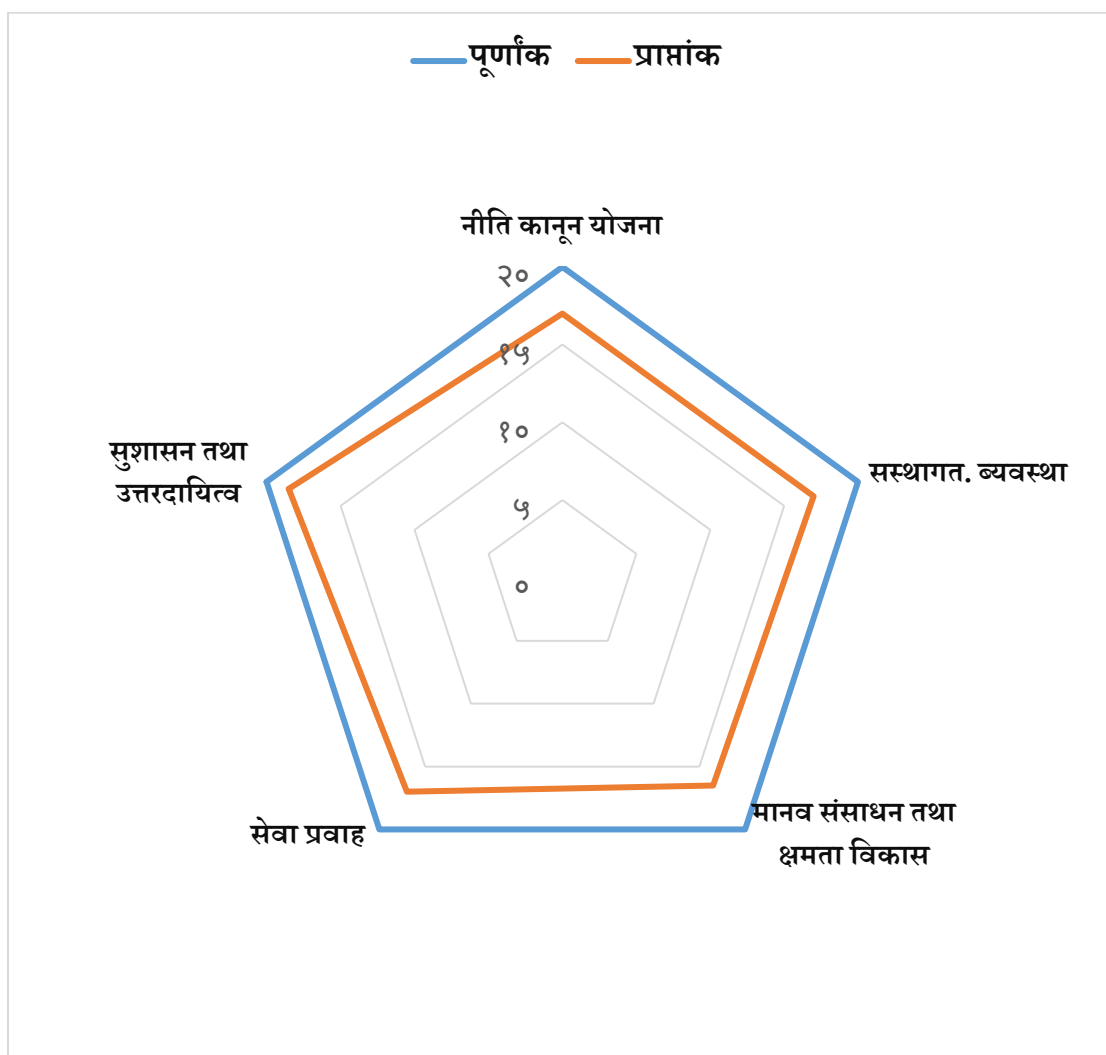 पूर्णांक प्राप्तांक
नीति कानून योजना
२०
१५
१०
५
०
सस्थागत. ब्यवस्था
मानव संसाधन तथा
क्षमता विकास
सेवा प्रवाह
सुशासन तथा
उत्तरदायित्व